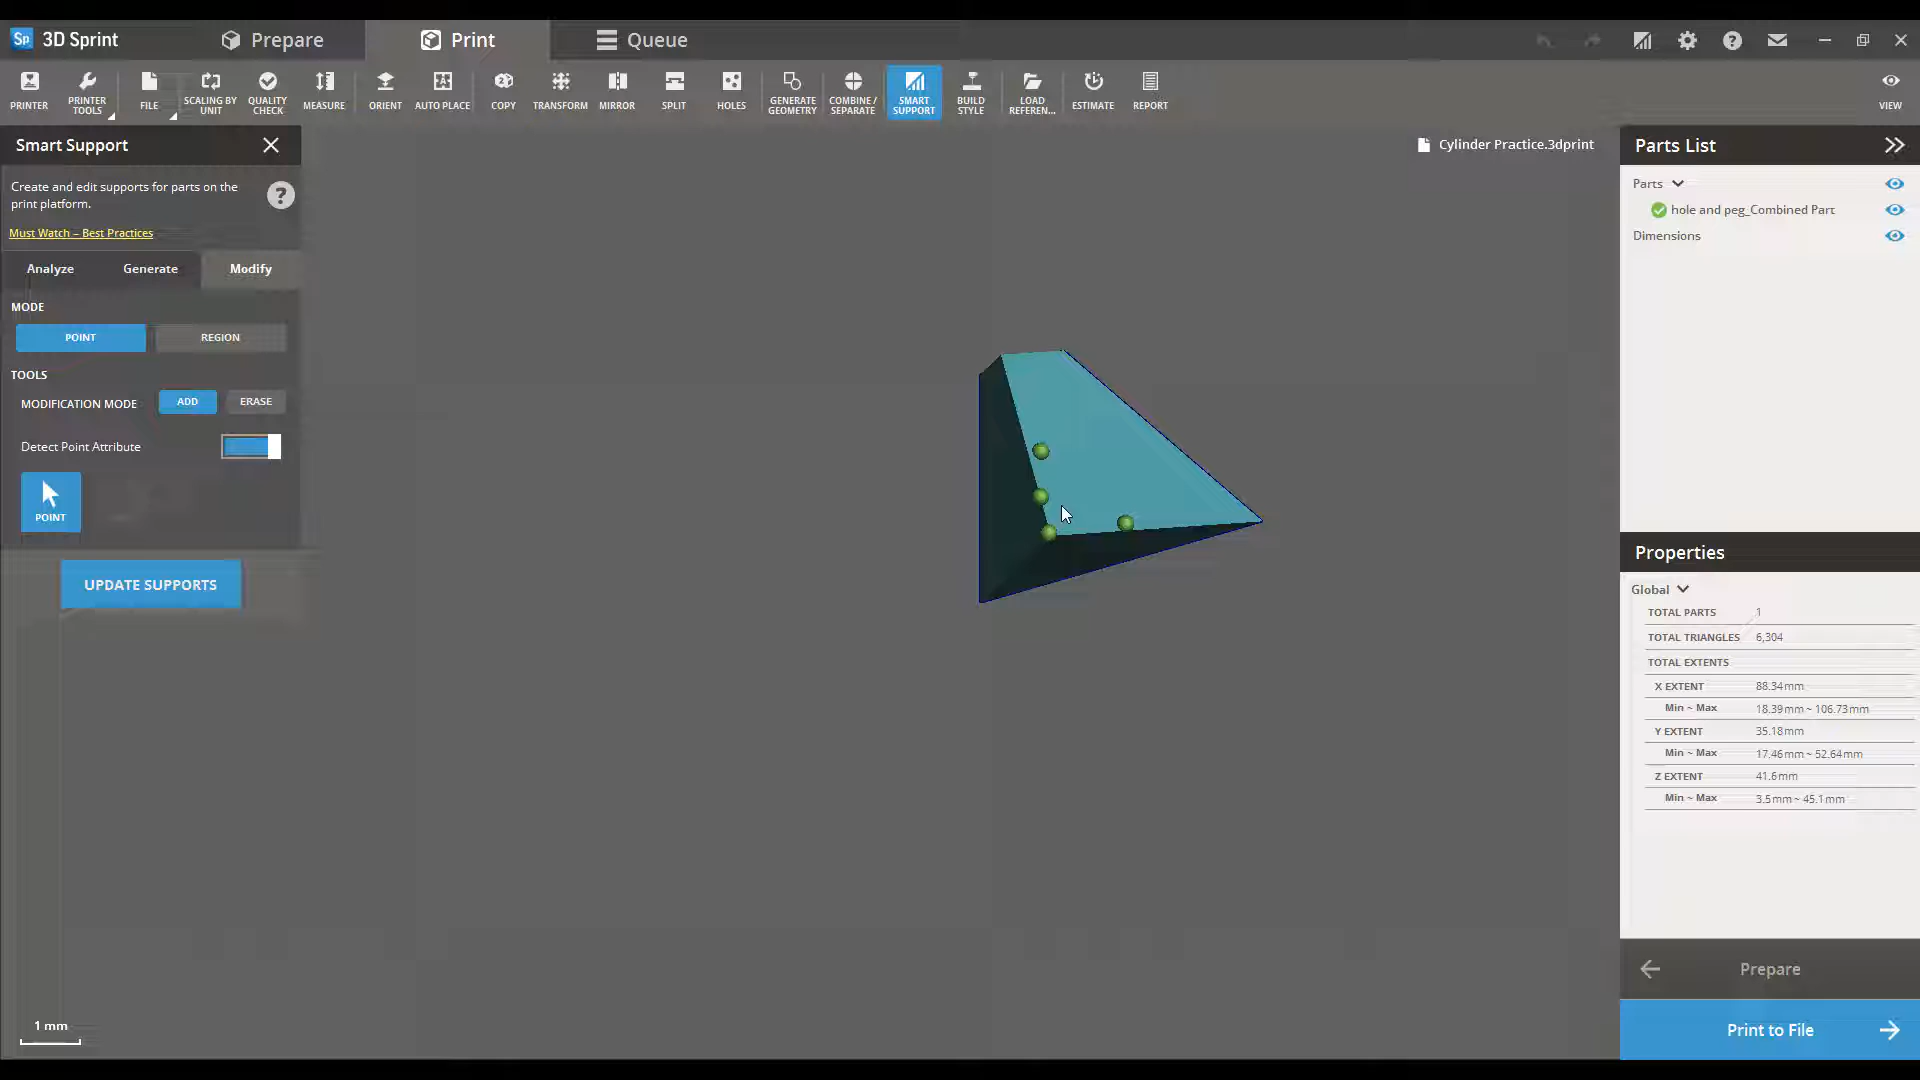 Sp 3D Sprint
Prepare
Print
Queue
PRINTER
PRINTER TOOLS
FILE
SCALING BY UNIT
QUALITY CHECK
MEASURE
ORIENT
AUTO PLACE
COPY
TRANSFORM
MIRROR
SPLIT
HOLES
GENERATE GEOMETRY
COMBINE / SEPARATE
SMART SUPPORT
BUILD STYLE
LOAD REFEREN...
ESTIMATE
REPORT
VIEW
Smart Support
Create and edit supports for parts on the
print platform.
Must Watch – Best Practices
Analyze
Generate
Modify
MODE
POINT
REGION
TOOLS
MODIFICATION MODE
ADD
ERASE
Detect Point Attribute
POINT
UPDATE SUPPORTS
1 mm
Cylinder Practice.3dprint
Parts List
Parts
hole and peg_Combined Part
Dimensions
Properties
Global
TOTAL PARTS 1
TOTAL TRIANGLES 6,304
TOTAL EXTENTS
X EXTENT 88.34mm
Min ~ Max 18.39mm ~ 106.73mm
Y EXTENT 35.18mm
Min ~ Max 17.46mm ~ 52.64mm
Z EXTENT 41.6mm
Min ~ Max 3.5mm ~ 45.1mm
Prepare
Print to File